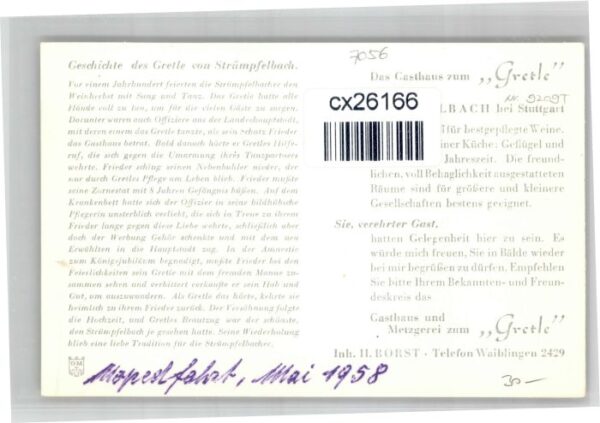 7056
Geschichte des Gretle von Strümpfelbach.
Vor einem Jahrhundert feierten die Strümpfelbacher den
Weinherbst mit Sang und Tanz. Das Gretle hatte alle
Hände voll zu tun, um für die vielen Gäste zu sorgen.
Darunter waren auch Offiziere aus der Landeshauptstadt,
mit deren einem das Gretle tanzte, als sein Schatz Frieder
das Gasthaus betrat. Bald danach hörte er Gretles Hilfe-
ruf, die sich gegen die Umarmung ihres Tanzpartners
wehrte. Frieder schlug seinen Nebenbuhler nieder, der
nur durch Gretles Pflege am Leben blieb. Frieder mußte
seine Zornestat mit 8 Jahren Gefängnis büßen. Auf dem
Krankenbett hatte sich der Offizier in seine bildhübsche
Pflegerin unsterblich verliebt, die sich in Treue zu ihrem
Frieder lange gegen diese Liebe wehrte, schließlich aber
doch der Werbung Gehör schenkte und mit dem neu
Erwählten in die Hauptstadt zog. In der Amnestie
zum Königsjubiläum begnadigt, mußte Frieder bei den
Feierlichkeiten sein Gretle mit dem fremden Manne zu-
sammen sehen und verbittert verkaufte er sein Hab und
Gut, um auszuwandern. Als Gretle das hörte, kehrte sie
heimlich zu ihrem Frieder zurück. Der Versöhnung folgte
die Hochzeit, und Gretles Brautzug war der schönste,
den Strümpfelbach je gesehen hatte. Seine Wiederholung
blieb eine liebe Tradition für die Strümpfelbacher.
Das Gasthaus zum „Gretle"
Nr. 9209T
cx26166
LBACH bei Stuttgart
für bestgepflegte Weine.
iner Küche: Geflügel und
Jahreszeit. Die freund-
lichen, voll Behaglichkeit ausgestatteten
Räume sind für größere und kleinere
Gesellschaften bestens geeignet.
Sie, verehrter Gast,
hatten Gelegenheit hier zu sein. Es
würde mich freuen, Sie in Bälde wieder
bei mir begrüßen zu dürfen. Empfehlen
Sie bitte Ihrem Bekannten- und Freun-
deskreis das
Gasthaus und
Metzgerei zum „Gretle"
Inh. H. BORST · Telefon Waiblingen 2429
Mopedfahrt, Mai 1958
30–